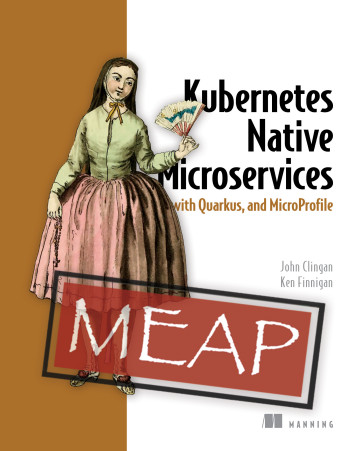 Kubernetes
Native
Microservices
with Quarkus, and MicroProfile
John Clingan
Ken Finnigan
MEAP
MANNING